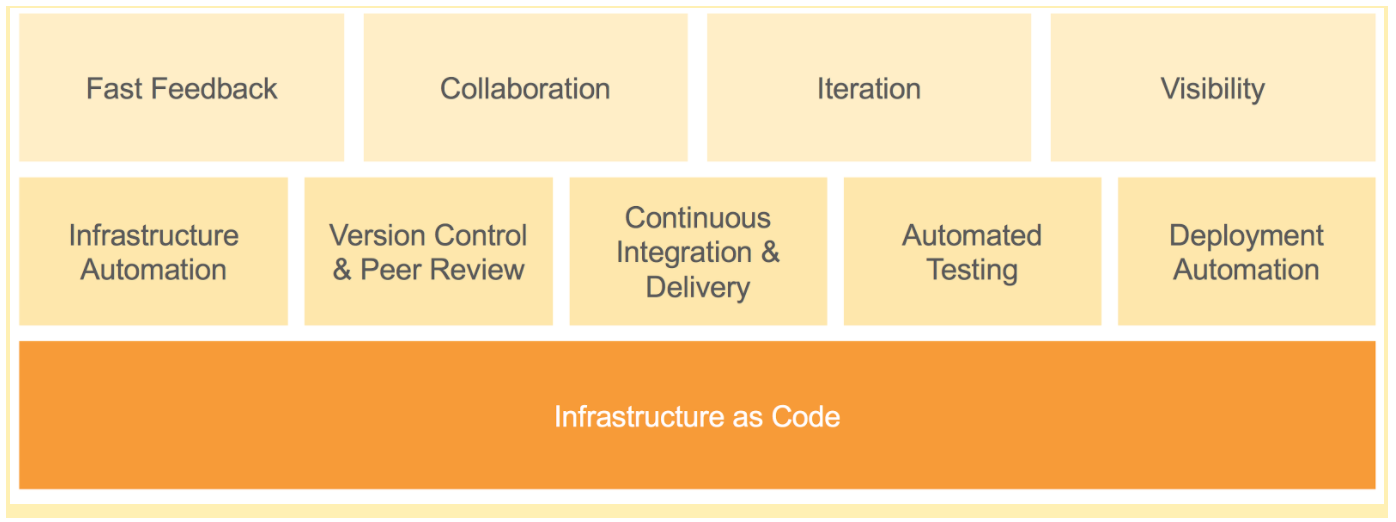 Fast Feedback
Collaboration
Iteration
Visibility
Infrastructure
Automation
Version Control
& Peer Review
Continuous
Integration &
Delivery
Automated
Testing
Deployment
Automation
Infrastructure as Code